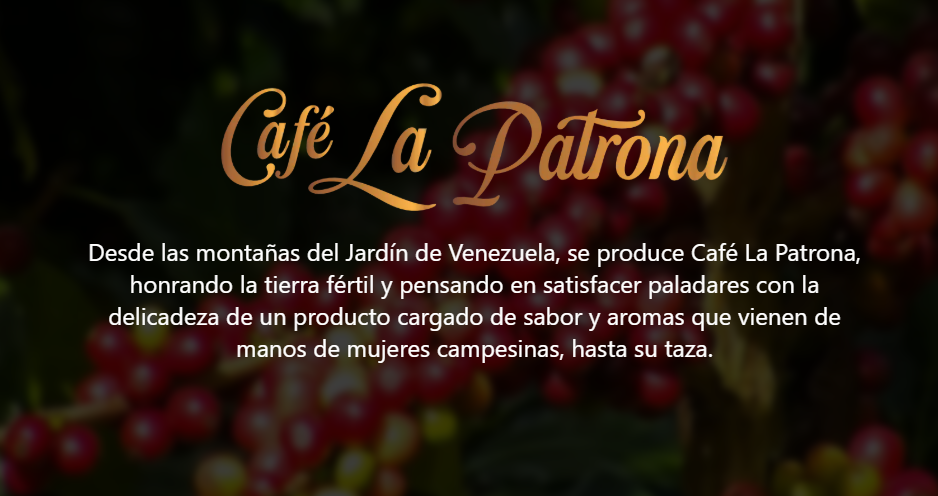 Café La Patrona
Desde las montañas del Jardín de Venezuela, se produce Café La Patrona,
honrando la tierra fértil y pensando en satisfacer paladares con la
delicadeza de un producto cargado de sabor y aromas que vienen de
manos de mujeres campesinas, hasta su taza.